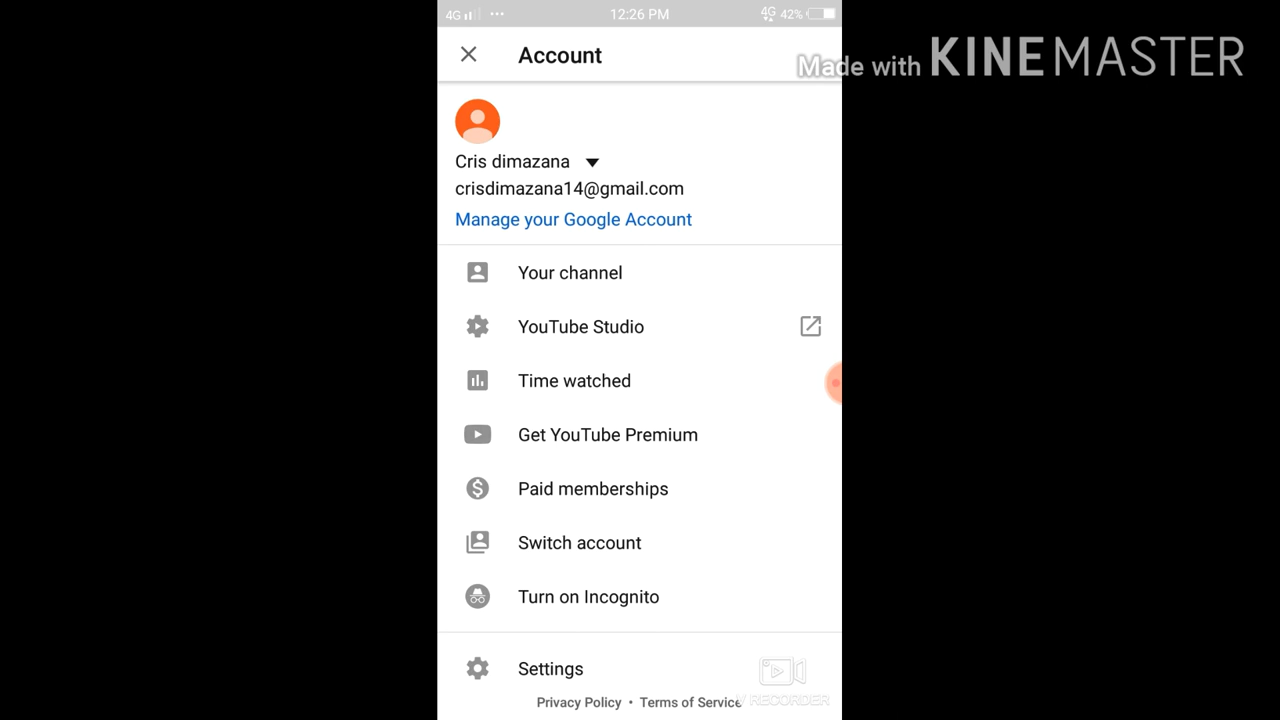 4G 12:26 PM 4G 42%
Account
Made with KINEMASTER
Cris dimazana
crisdimazana14@gmail.com
Manage your Google Account
Your channel
YouTube Studio
Time watched
Get YouTube Premium
Paid memberships
Switch account
Turn on Incognito
Settings
Privacy Policy • Terms of Service
V RECORDER